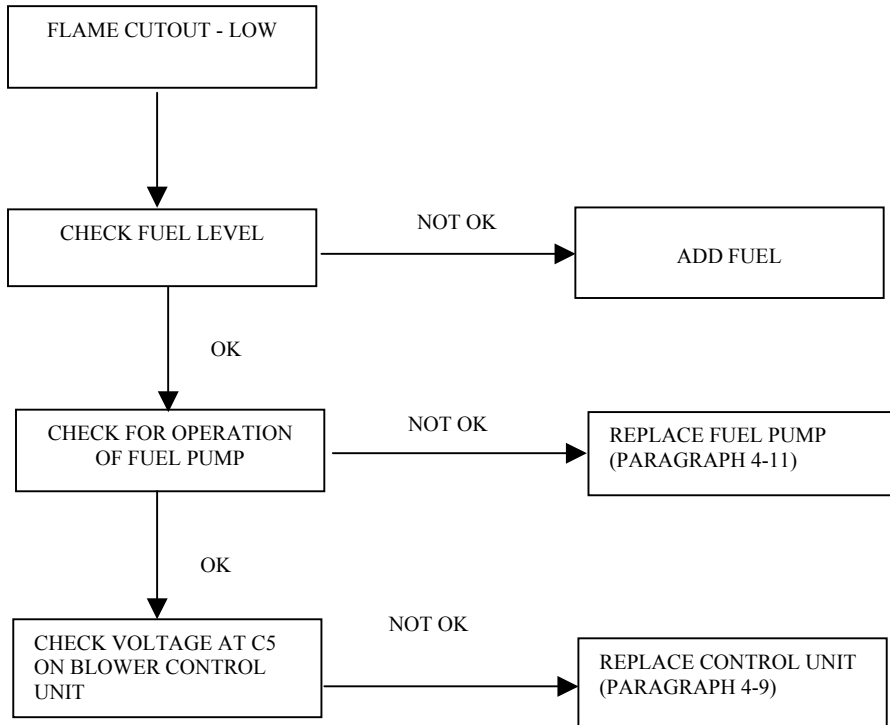 FLAME CUTOUT - LOW
CHECK FUEL LEVEL
NOT OK
ADD FUEL
OK
CHECK FOR OPERATION
OF FUEL PUMP
NOT OK
REPLACE FUEL PUMP
(PARAGRAPH 4-11)
OK
CHECK VOLTAGE AT C5
ON BLOWER CONTROL
UNIT
NOT OK
REPLACE CONTROL UNIT
(PARAGRAPH 4-9)